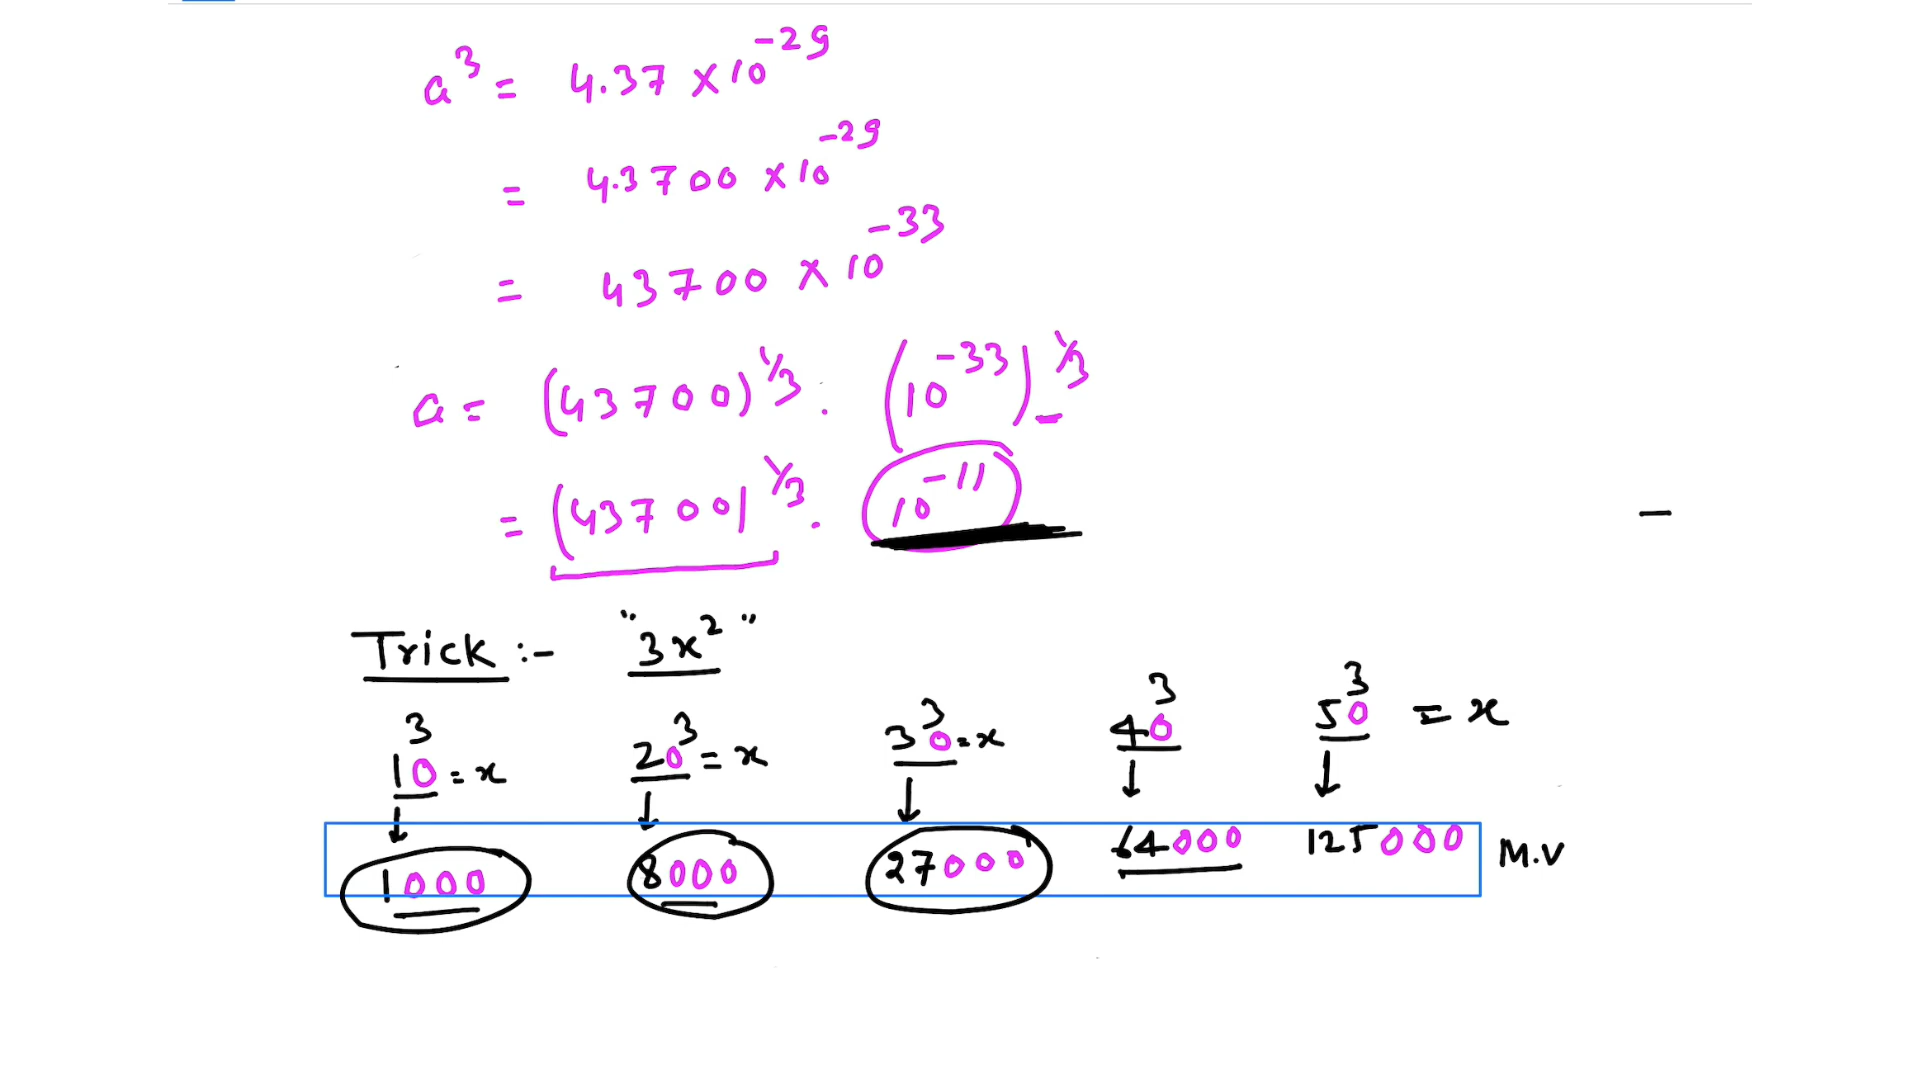 a³ = 4.37 × 10⁻²⁹
= 4.3700 × 10⁻²⁹
= 43700 × 10⁻³³
a = (43700)^⅓ . (10⁻³³)^⅓
= (43700)^⅓ . 10⁻¹¹
Trick :- "3x²"
10³ = x 20³ = x 30³ = x 40³ 50³ = x
1000 8000 27000 64000 125000 M.V